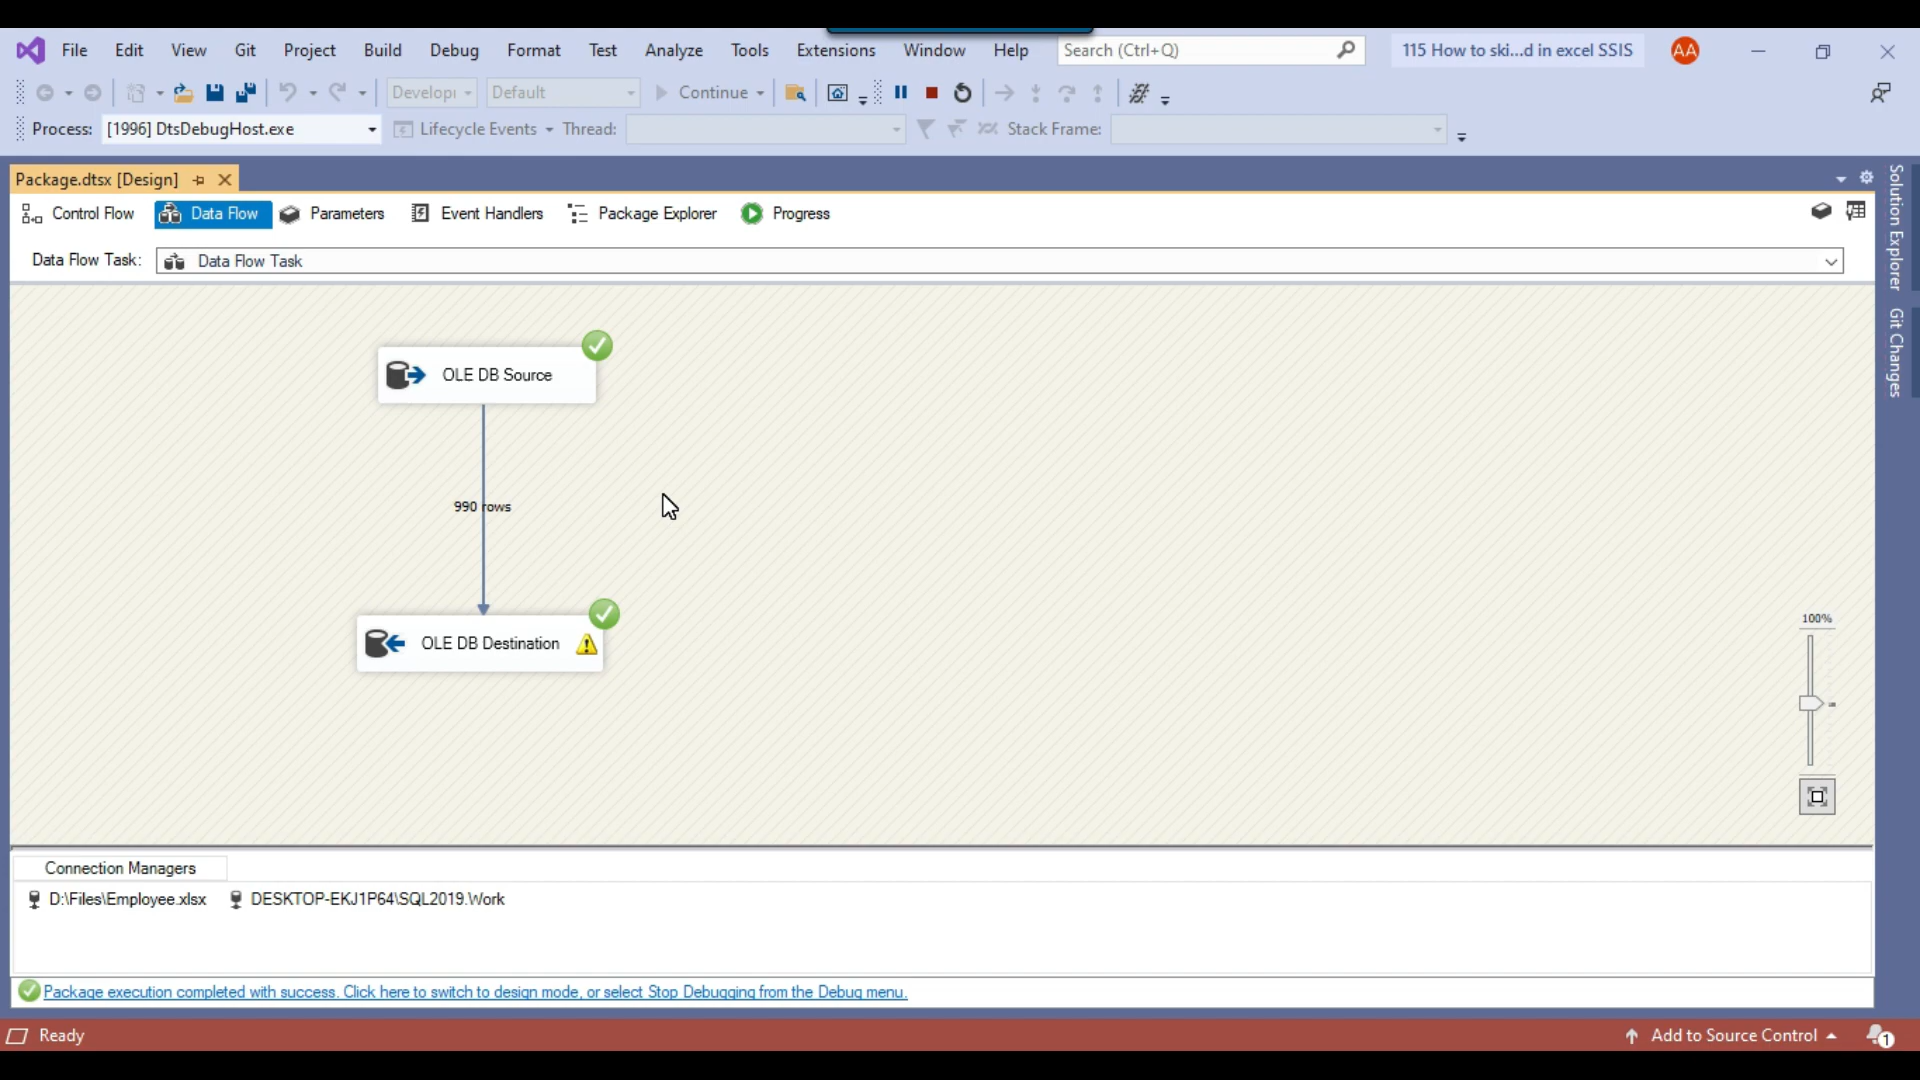 File Edit View Git Project Build Debug Format Test Analyze Tools Extensions Window Help Search (Ctrl+Q) 115 How to ski...d in excel SSIS AA
Develop Default Continue
Process: [1996] DtsDebugHost.exe Lifecycle Events Thread: Stack Frame:
Package.dtsx [Design]
Control Flow Data Flow Parameters Event Handlers Package Explorer Progress
Data Flow Task: Data Flow Task
Solution Explorer
Git Changes
OLE DB Source
990 rows
OLE DB Destination
100%
Connection Managers
D:\Files\Employee.xlsx DESKTOP-EKJ1P64\SQL2019.Work
Package execution completed with success. Click here to switch to design mode, or select Stop Debugging from the Debug menu.
Ready Add to Source Control 1